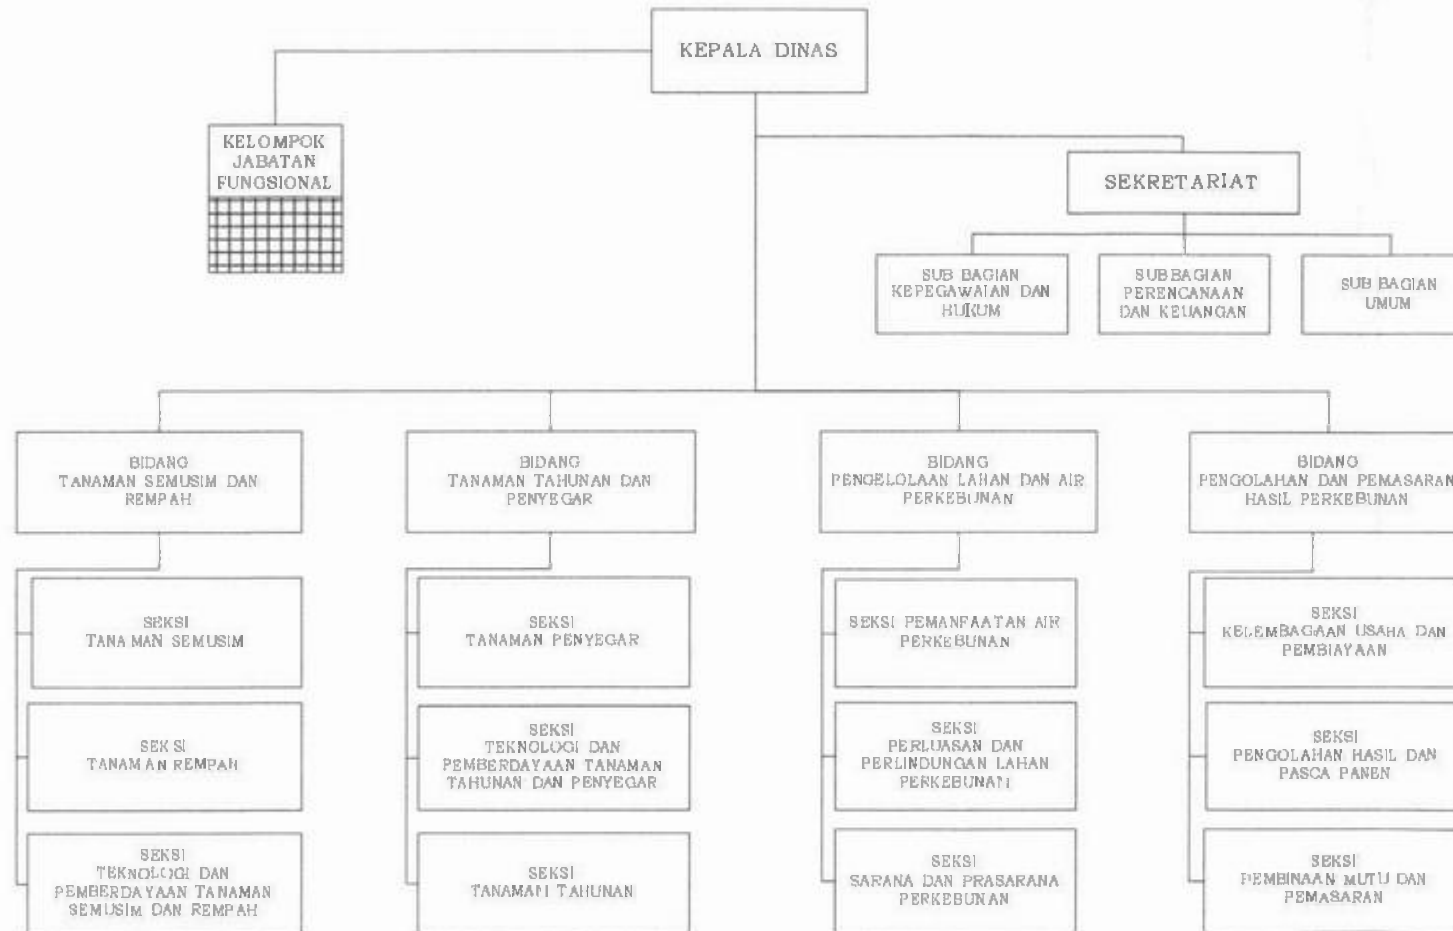 KEPALA DINAS
KELOMPOK
JABATAN
FUNGSIONAL
SEKRETARIAT
SUB BAGIAN
KEPEGAWAIAN DAN
HUKUM
SUB BAGIAN
PERENCANAAN
DAN KEUANGAN
SUB BAGIAN
UMUM
BIDANG
TANAMAN SEMUSIM DAN
REMPAH
BIDANG
TANAMAN TAHUNAN DAN
PENYEGAR
BIDANG
PENGELOLAAN LAHAN DAN AIR
PERKEBUNAN
BIDANG
PENGOLAHAN DAN PEMASARAN
HASIL PERKEBUNAN
SEKSI
TANAMAN SEMUSIM
SEKSI
TANAMAN REMPAH
SEKSI
TEKNOLOGI DAN
PEMBERDAYAAN TANAMAN
SEMUSIM DAN REMPAH
SEKSI
TANAMAN PENYEGAR
SEKSI
TEKNOLOGI DAN
PEMBERDAYAAN TANAMAN
TAHUNAN DAN PENYEGAR
SEKSI
TANAMAN TAHUNAN
SEKSI PEMANFAATAN AIR
PERKEBUNAN
SEKSI
PERLUASAN DAN
PERLINDUNGAN LAHAN
PERKEBUNAN
SEKSI
SARANA DAN PRASARANA
PERKEBUNAN
SEKSI
KELEMBAGAAN USAHA DAN
PEMBIAYAAN
SEKSI
PENGOLAHAN HASIL DAN
PASCA PANEN
SEKSI
PEMBINAAN MUTU DAN
PEMASARAN